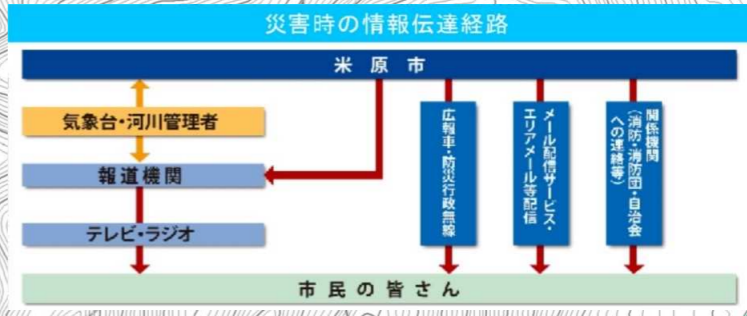 災害時の情報伝達経路
米原市
気象台・河川管理者
報道機関
テレビ・ラジオ
広報車・防災行政無線
メール配信サービス・
エリアメール等配信
関係機関
(消防・消防団・自治会
への連絡等)
市民の皆さん